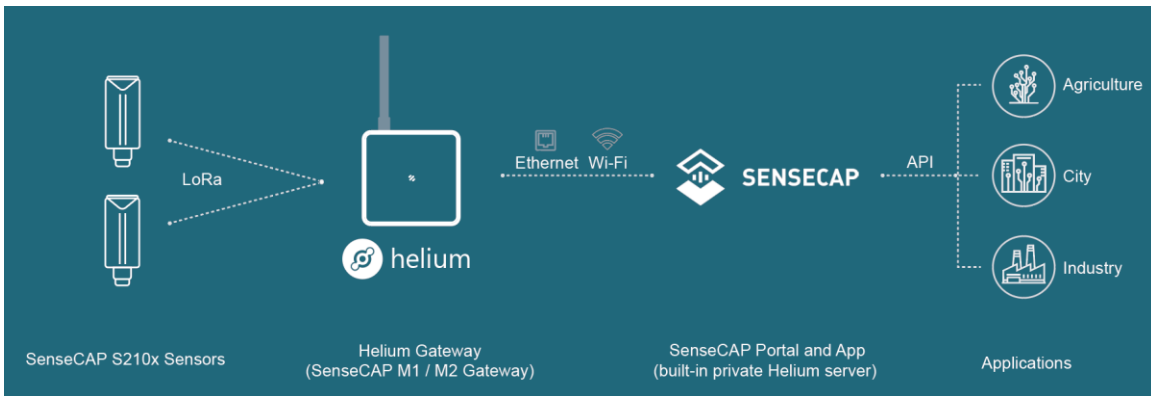 LoRa
helium
Ethernet Wi-Fi
SENSECAP
API
Agriculture
City
Industry
SenseCAP S210x Sensors
Helium Gateway
(SenseCAP M1 / M2 Gateway)
SenseCAP Portal and App
(built-in private Helium server)
Applications